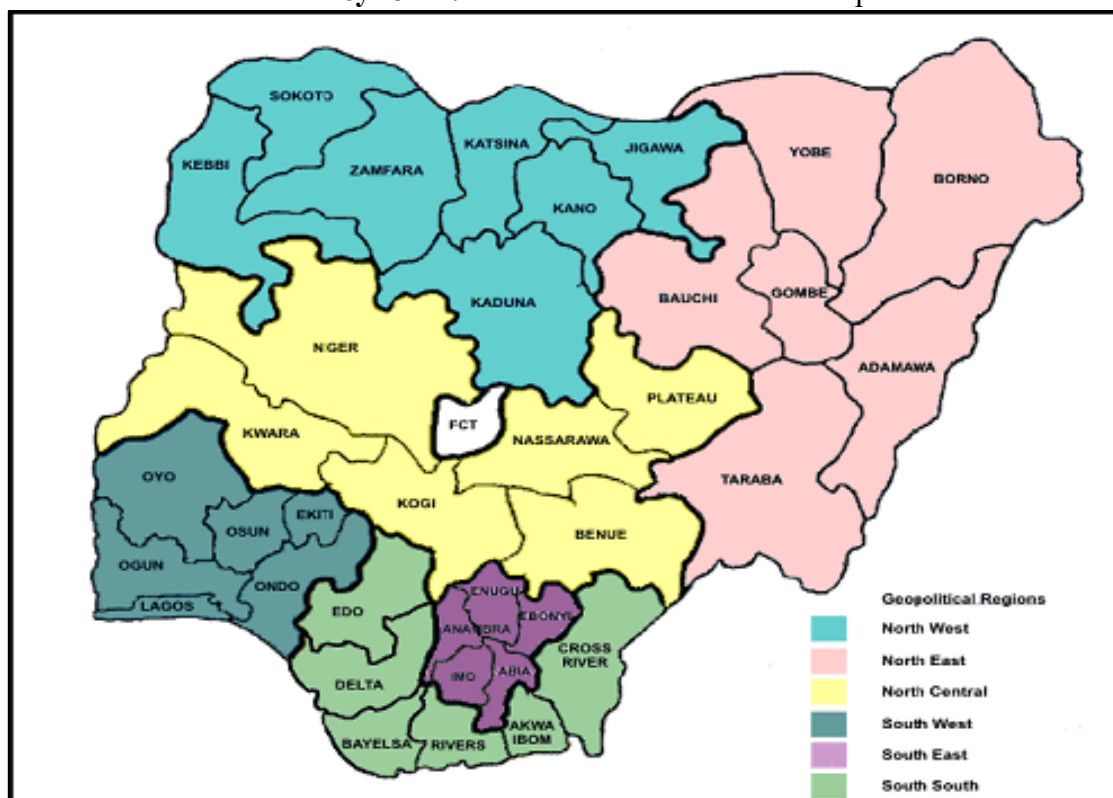 SOKOTO
KEBBI
ZAMFARA
KATSINA
JIGAWA
KANO
YOBE
BORNO
KADUNA
BAUCHI
GOMBE
ADAMAWA
NIGER
PLATEAU
FCT
NASSARAWA
KWARA
TARABA
OYO
KOGI
BENUE
OSUN
EKITI
OGUN
ONDO
LAGOS
EDO
ENUGU
EBONYI
ANAMBRA
CROSS
RIVER
IMO
ABIA
DELTA
AKWA
IBOM
BAYELSA
RIVERS
Geopolitical Regions
North West
North East
North Central
South West
South East
South South